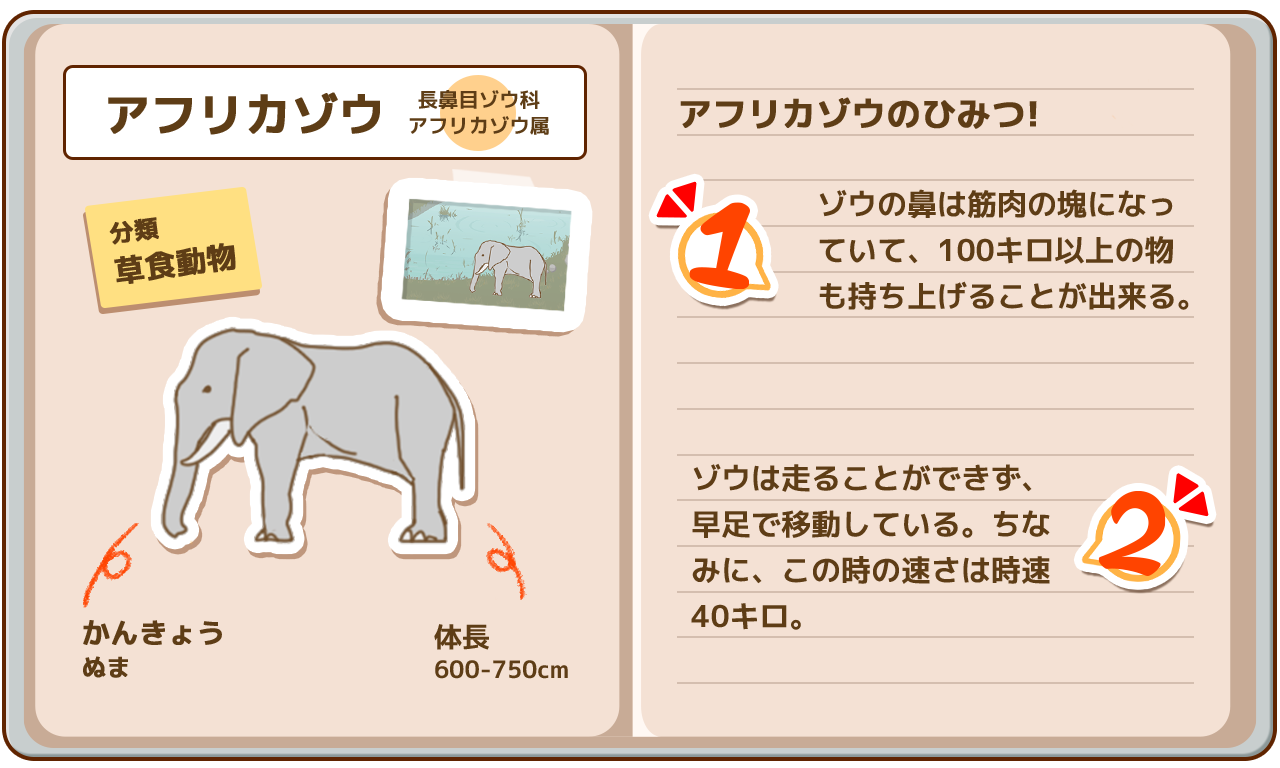 アフリカゾウ
長鼻目ゾウ科
アフリカゾウ属
分類
草食動物
かんきょう
ぬま
体長
600-750cm
アフリカゾウのひみつ!
1
ゾウの鼻は筋肉の塊になっ
ていて、100キロ以上の物
も持ち上げることが出来る。
ゾウは走ることができず、
早足で移動している。ちな
みに、この時の速さは時速
40キロ。
2